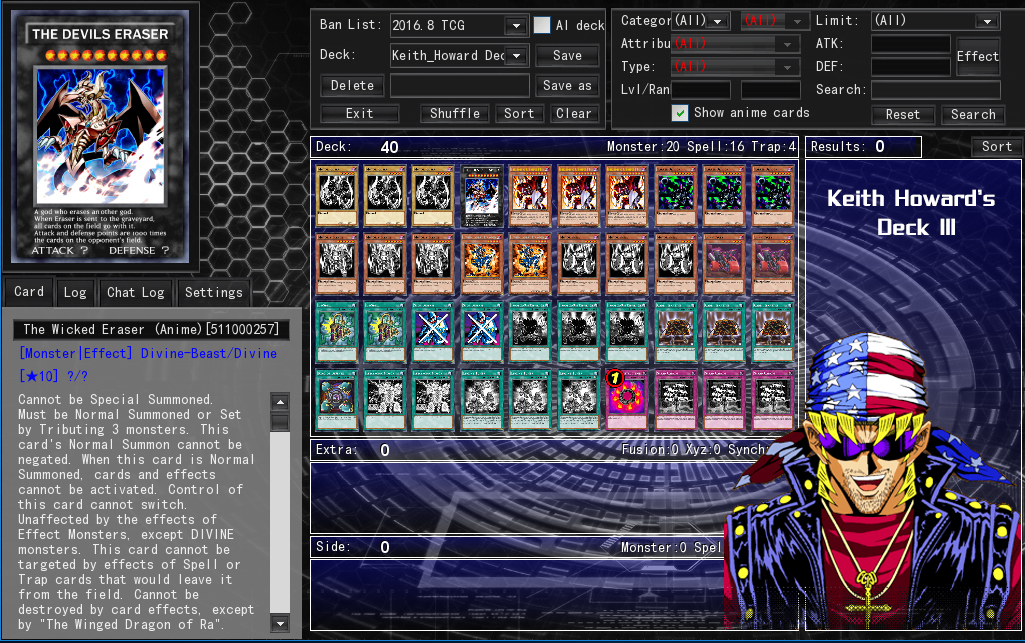 THE DEVILS ERASER
A god who erases another god.
When Eraser is sent to the graveyard,
all cards on the field go with it.
Attack and defense points are 1000 times
the cards on the opponent's field.
ATTACK ? DEFENSE ?
Card Log Chat Log Settings
The Wicked Eraser (Anime)[511000257]
[Monster|Effect] Divine-Beast/Divine
[★10] ?/?
Cannot be Special Summoned.
Must be Normal Summoned or Set
by Tributing 3 monsters. This
card's Normal Summon cannot be
negated. When this card is Normal
Summoned, cards and effects
cannot be activated. Control of
this card cannot switch.
Unaffected by the effects of
Effect Monsters, except DIVINE
monsters. This card cannot be
targeted by effects of Spell or
Trap cards that would leave it
from the field. Cannot be
destroyed by card effects, except
by "The Winged Dragon of Ra".
Ban List: 2016.8 TCG AI deck
Deck: Keith_Howard Dec Save
Delete Save as
Exit Shuffle Sort Clear
Categor (All) (All) Limit: (All)
Attribu (All) ATK:
Type: (All) DEF:
Effect
Lvl/Ran Search:
Show anime cards Reset Search
Deck: 40 Monster:20 Spell:16 Trap:4
Results: 0 Sort
1
Extra: 0 Fusion:0 Xyz:0 Synch
Side: 0 Monster:0 Spel
Keith Howard's
Deck III